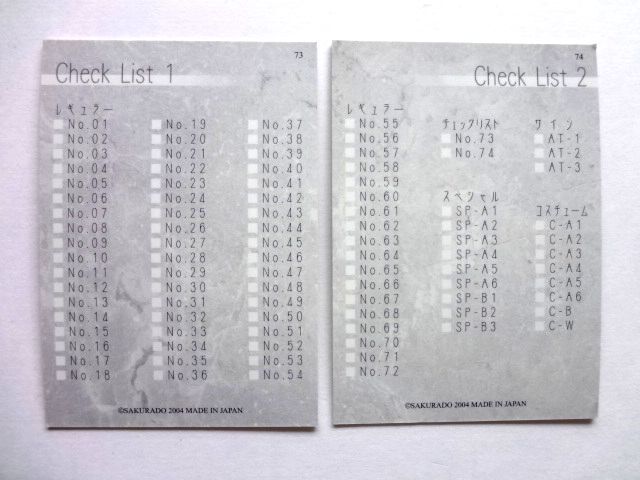 73
Check List 1
レギュラー
No.01
No.02
No.03
No.04
No.05
No.06
No.07
No.08
No.09
No.10
No.11
No.12
No.13
No.14
No.15
No.16
No.17
No.18
No.19
No.20
No.21
No.22
No.23
No.24
No.25
No.26
No.27
No.28
No.29
No.30
No.31
No.32
No.33
No.34
No.35
No.36
No.37
No.38
No.39
No.40
No.41
No.42
No.43
No.44
No.45
No.46
No.47
No.48
No.49
No.50
No.51
No.52
No.53
No.54
©SAKURADO 2004 MADE IN JAPAN
74
Check List 2
レギュラー
No.55
No.56
No.57
No.58
No.59
No.60
No.61
No.62
No.63
No.64
No.65
No.66
No.67
No.68
No.69
No.70
No.71
No.72
チェックリスト
No.73
No.74
スペシャル
SP-A1
SP-A2
SP-A3
SP-A4
SP-A5
SP-A6
SP-B1
SP-B2
SP-B3
サイン
AT-1
AT-2
AT-3
コスチューム
C-A1
C-A2
C-A3
C-A4
C-A5
C-A6
C-B
C-W
©SAKURADO 2004 MADE IN JAPAN